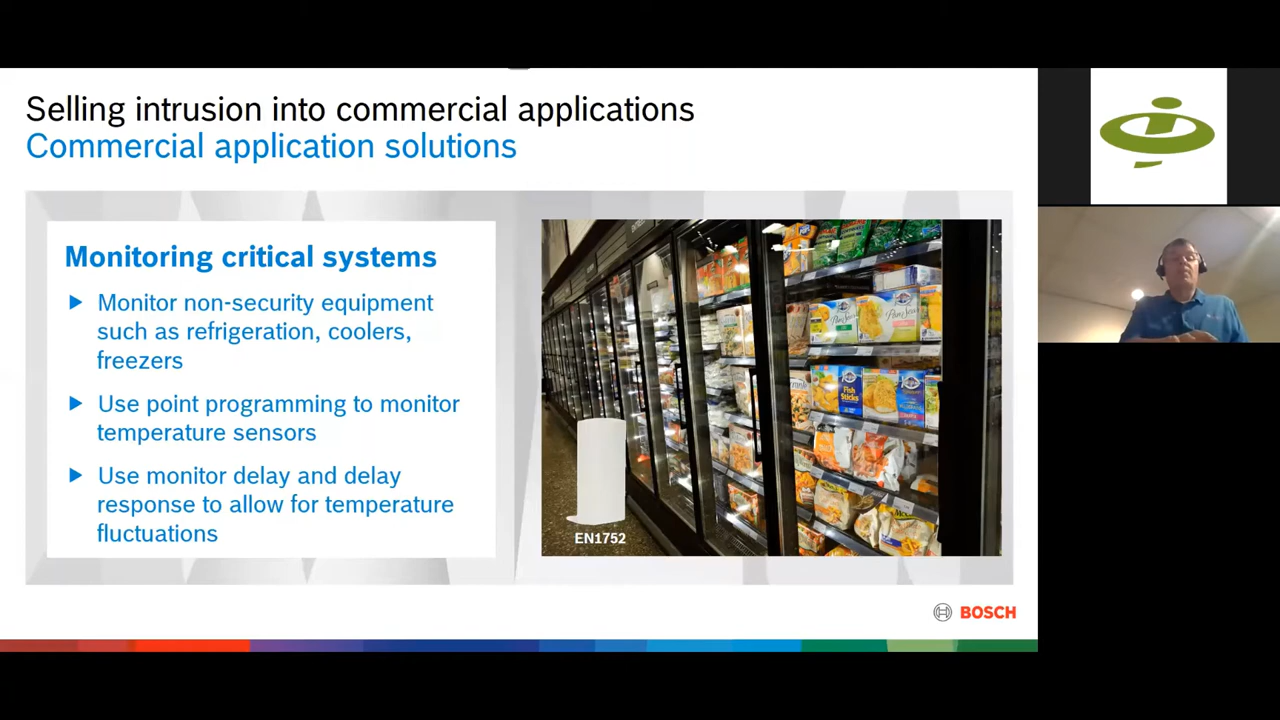 Selling intrusion into commercial applications
Commercial application solutions
Monitoring critical systems
Monitor non-security equipment
such as refrigeration, coolers,
freezers
Use point programming to monitor
temperature sensors
Use monitor delay and delay
response to allow for temperature
fluctuations
Fish
Sticks
EN1752
BOSCH